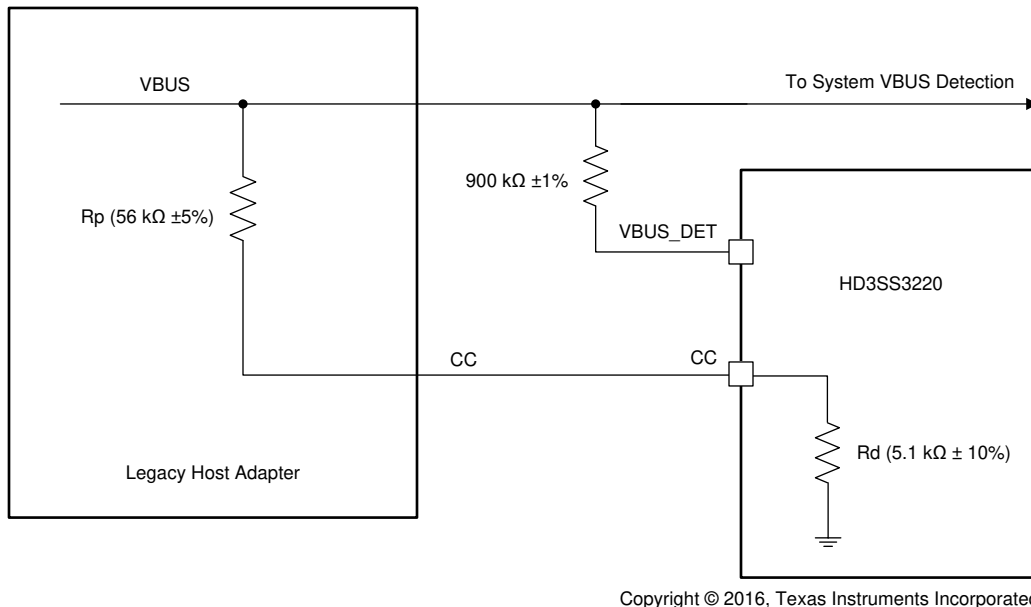 VBUS
To System VBUS Detection
900 kΩ ±1%
Rp (56 kΩ ±5%)
VBUS_DET
HD3SS3220
CC
CC
Rd (5.1 kΩ ± 10%)
Legacy Host Adapter
Copyright © 2016, Texas Instruments Incorporated